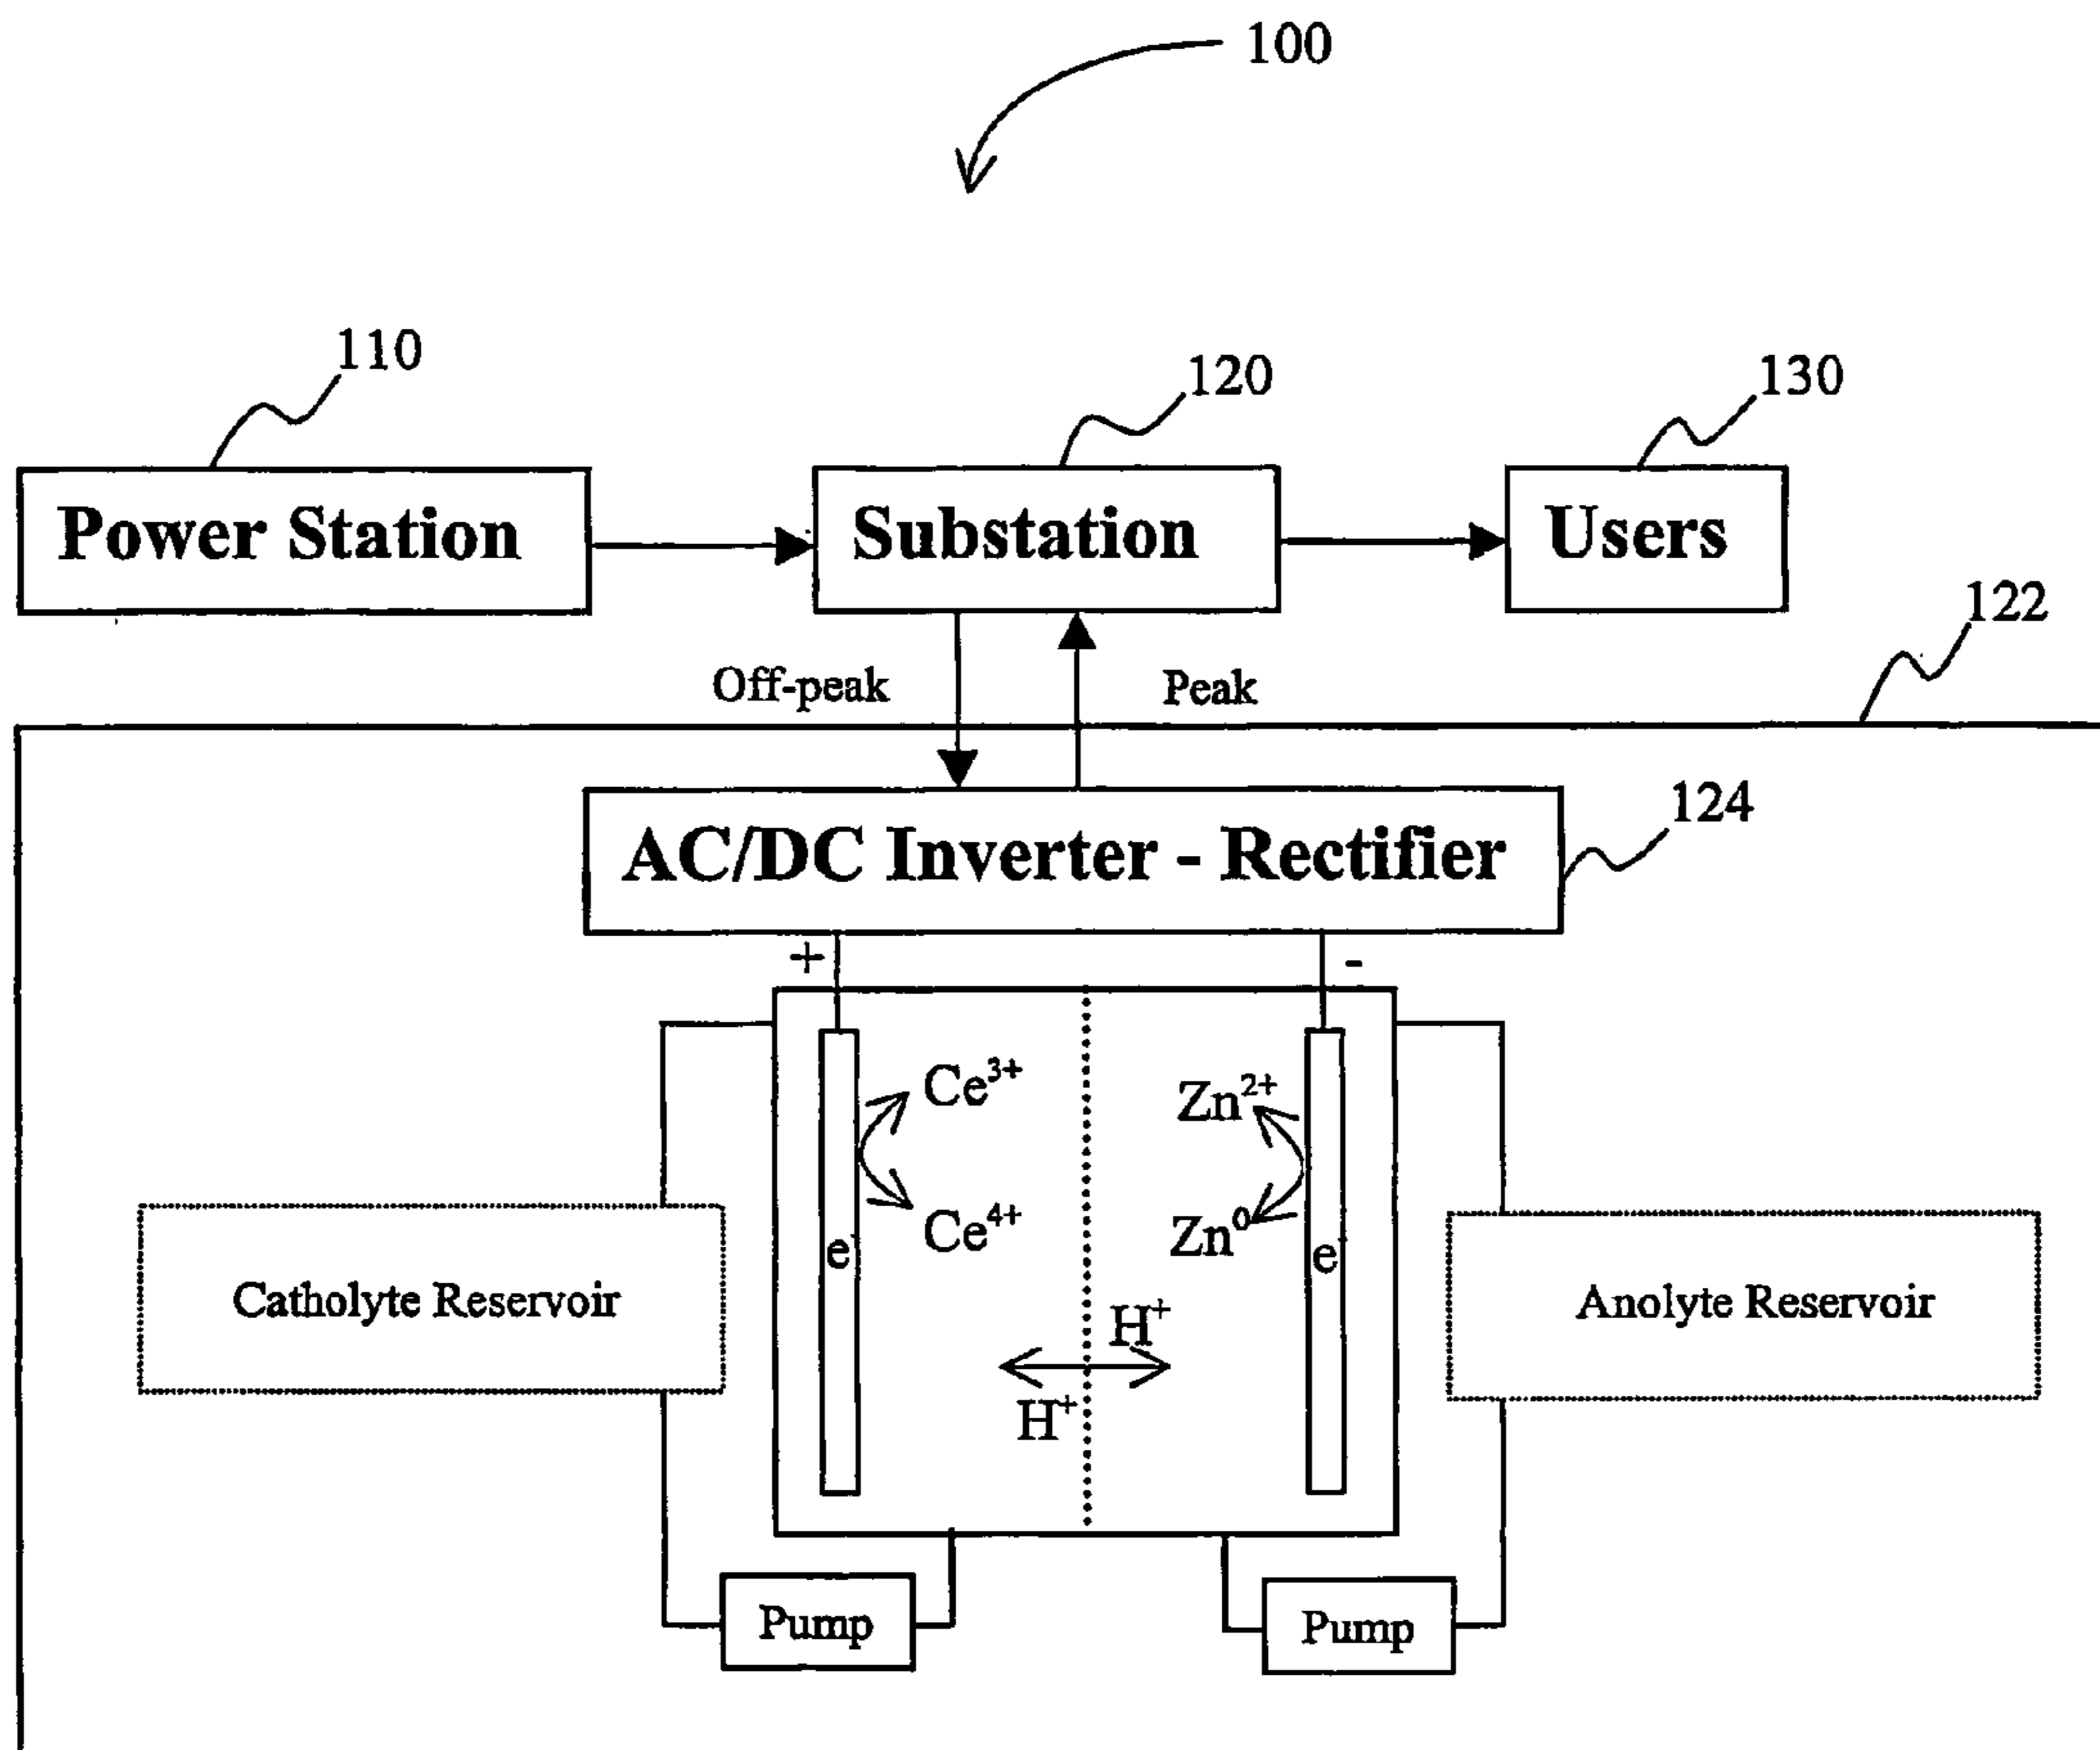 100
110
120
130
Power Station
Substation
Users
122
Off-peak
Peak
124
AC/DC Inverter - Rectifier
+
-
Ce³⁺
Zn²⁺
Ce⁴⁺
Zn⁰
e⁻
e⁻
Catholyte Reservoir
Anolyte Reservoir
H⁺
H⁺
Pump
Pump